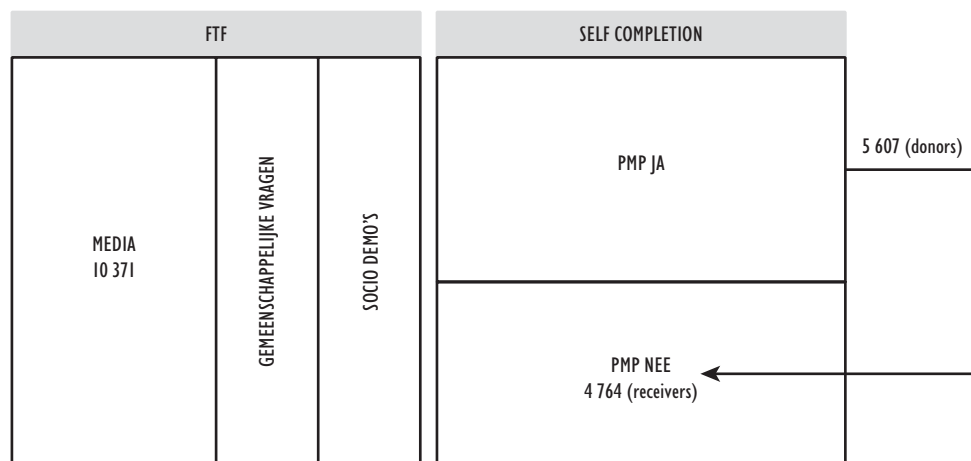 FTF
SELF COMPLETION
MEDIA
10 371
GEMEENSCHAPPELIJKE VRAGEN
SOCIO DEMO'S
PMP JA
5 607 (donors)
PMP NEE
4 764 (receivers)